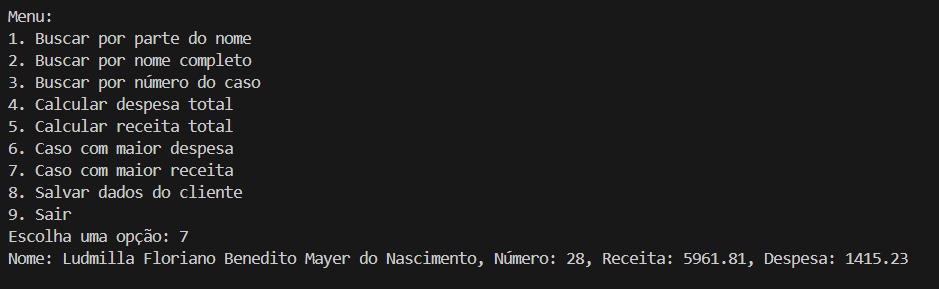 Menu:
1. Buscar por parte do nome
2. Buscar por nome completo
3. Buscar por número do caso
4. Calcular despesa total
5. Calcular receita total
6. Caso com maior despesa
7. Caso com maior receita
8. Salvar dados do cliente
9. Sair
Escolha uma opção: 7
Nome: Ludmilla Floriano Benedito Mayer do Nascimento, Número: 28, Receita: 5961.81, Despesa: 1415.23